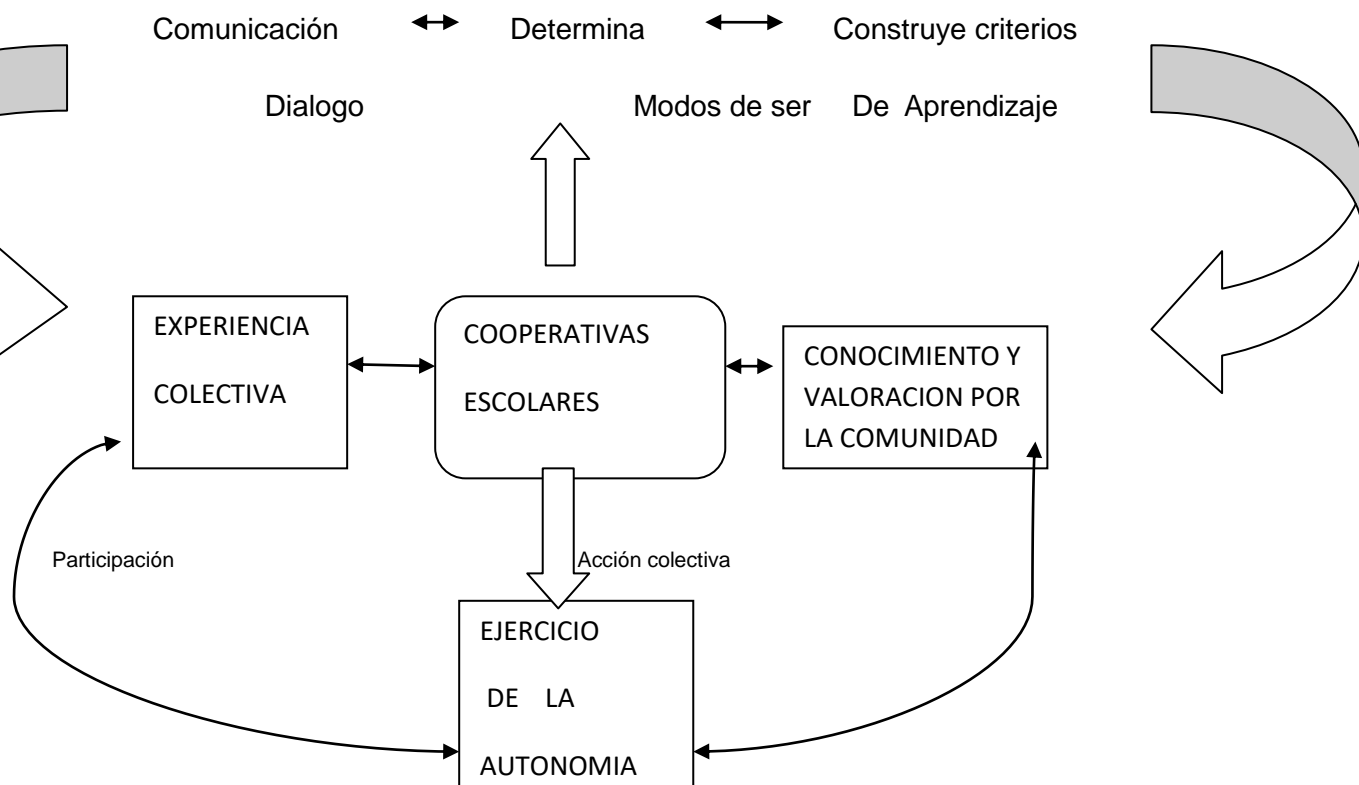 Comunicación Determina Construye criterios
Dialogo Modos de ser De Aprendizaje
EXPERIENCIA
COLECTIVA
COOPERATIVAS
ESCOLARES
CONOCIMIENTO Y
VALORACION POR
LA COMUNIDAD
Participación
Acción colectiva
EJERCICIO
DE LA
AUTONOMIA